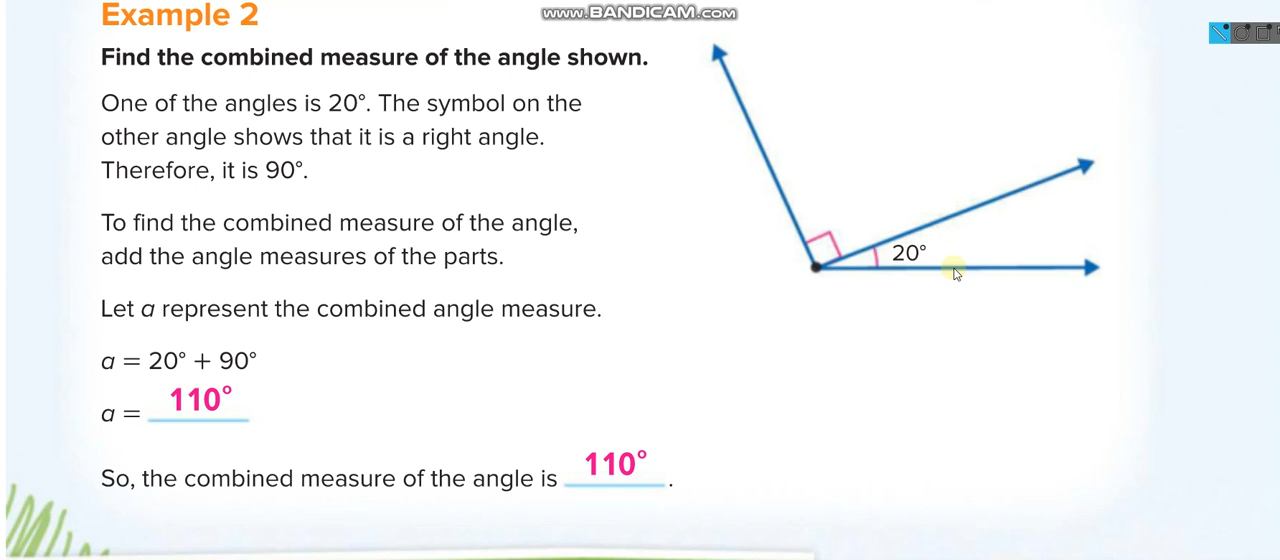 www.BANDICAM.com
Example 2
Find the combined measure of the angle shown.
One of the angles is 20°. The symbol on the
other angle shows that it is a right angle.
Therefore, it is 90°.
To find the combined measure of the angle,
add the angle measures of the parts.
Let a represent the combined angle measure.
a = 20° + 90°
a = 110°
So, the combined measure of the angle is 110°.
20°